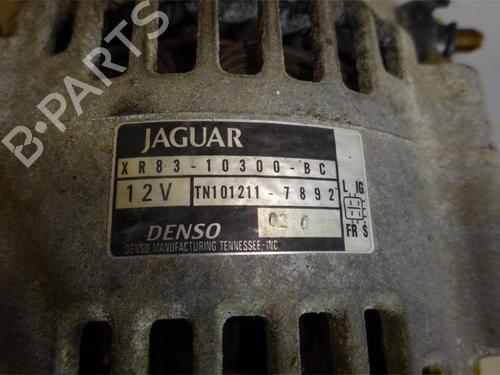 B-PARTS
JAGUAR
XR83-10300-BC
12V TN101211-7892
L IG
DENSO
FR S
DENSO MANUFACTURING TENNESSEE, INC.